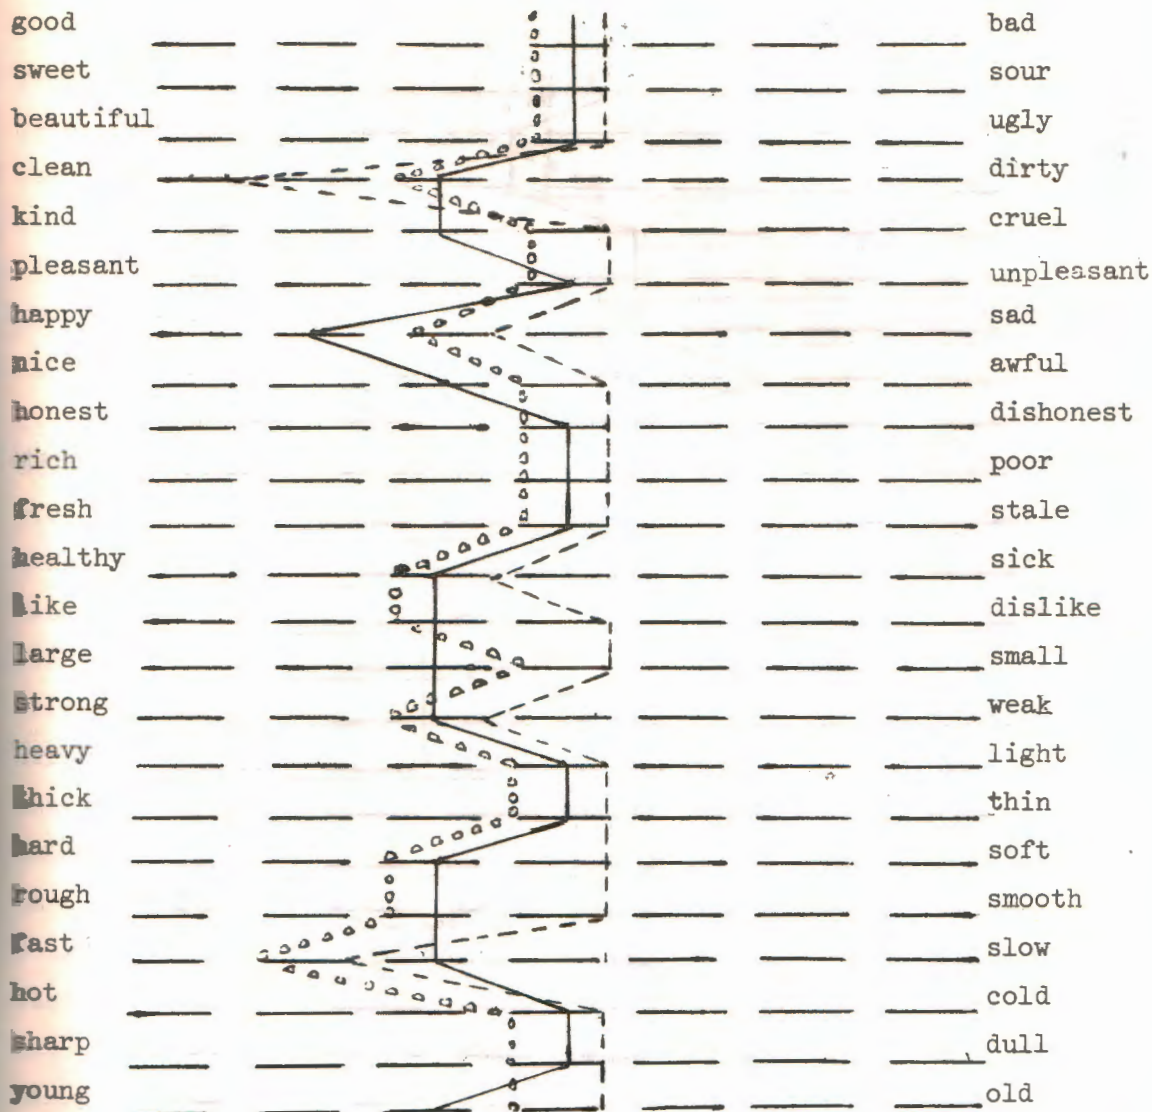 good bad
sweet sour
beautiful ugly
clean dirty
kind cruel
pleasant unpleasant
happy sad
nice awful
honest dishonest
rich poor
fresh stale
healthy sick
like dislike
large small
strong weak
heavy light
thick thin
hard soft
rough smooth
fast slow
hot cold
sharp dull
young old